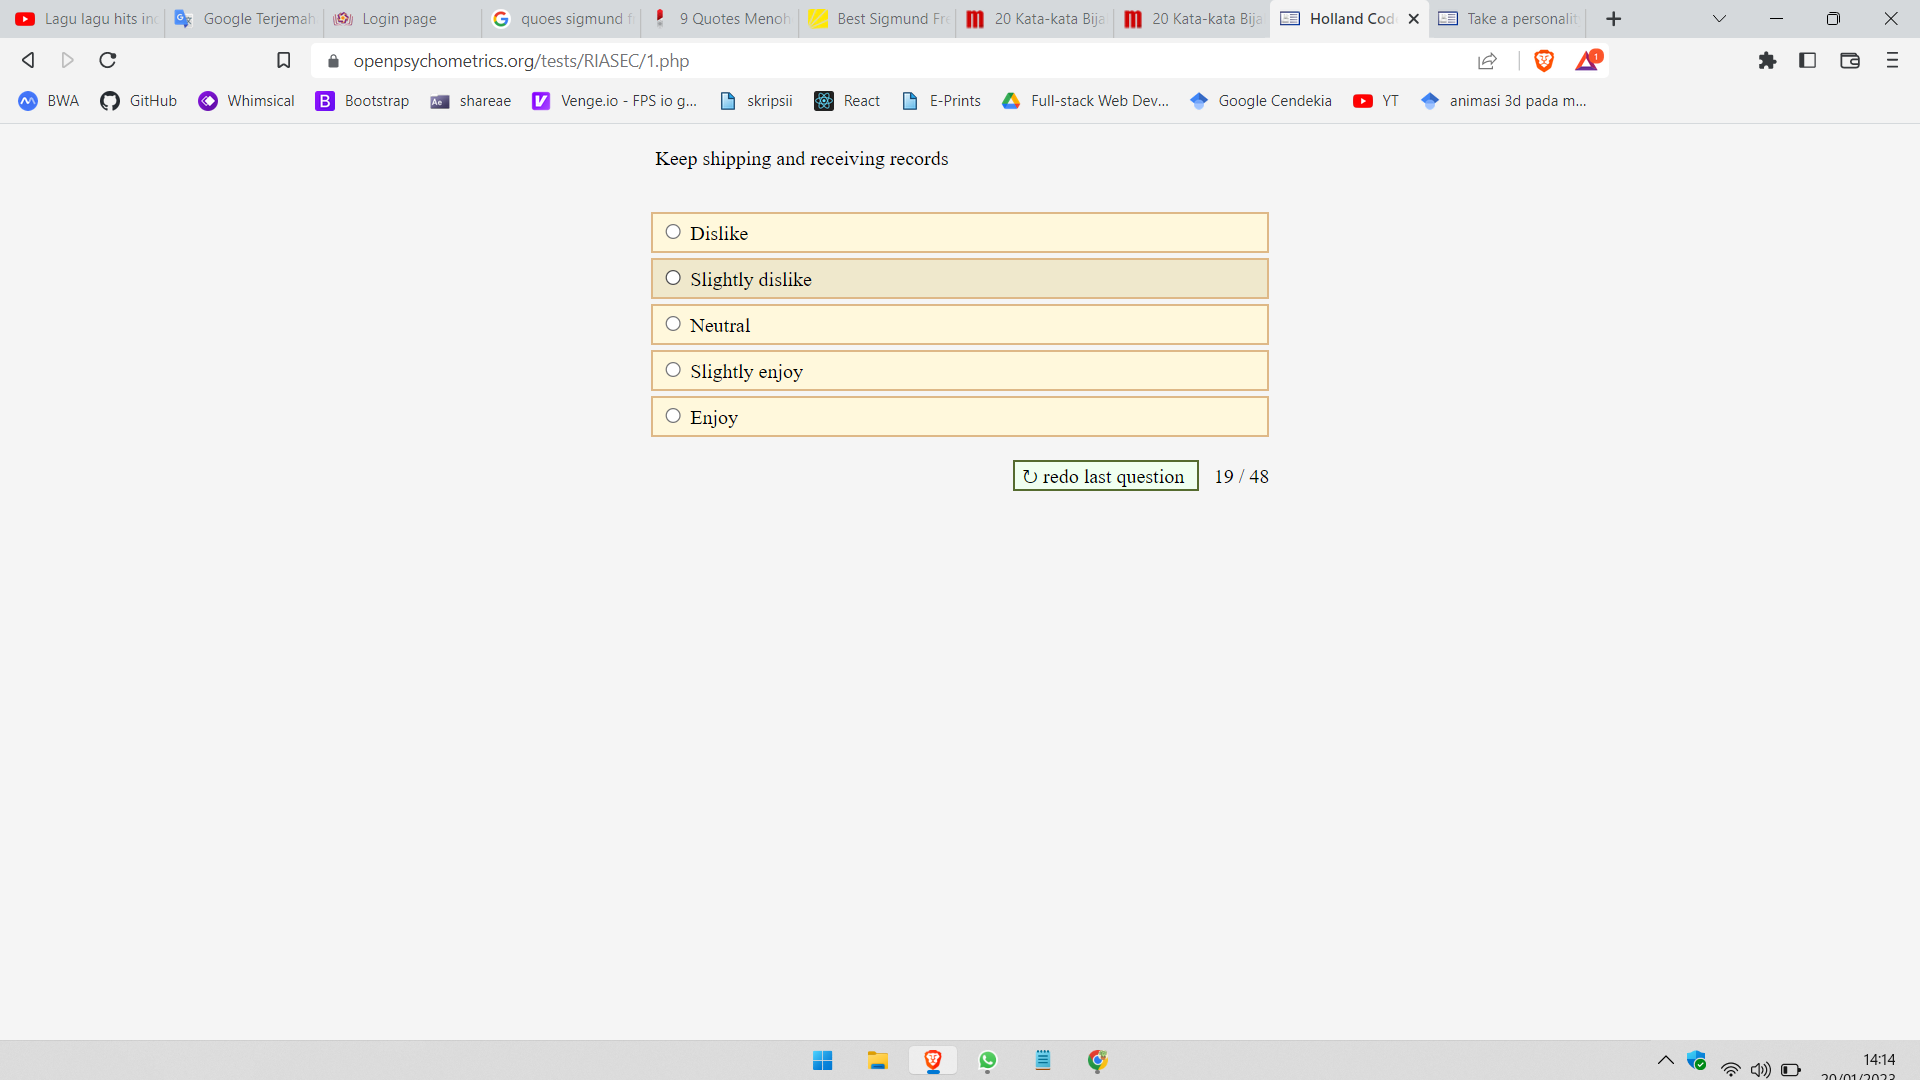 Lagu lagu hits ind
Google Terjemah
Login page
quoes sigmund f
9 Quotes Menoh
Best Sigmund Fre
20 Kata-kata Bija
20 Kata-kata Bija
Holland Cod
Take a personalit
openpsychometrics.org/tests/RIASEC/1.php
1
BWA
GitHub
Whimsical
Bootstrap
shareae
Venge.io - FPS io g...
skripsii
React
E-Prints
Full-stack Web Dev...
Google Cendekia
YT
animasi 3d pada m...
Keep shipping and receiving records
Dislike
Slightly dislike
Neutral
Slightly enjoy
Enjoy
↻ redo last question
19 / 48
14:14
20/01/2023